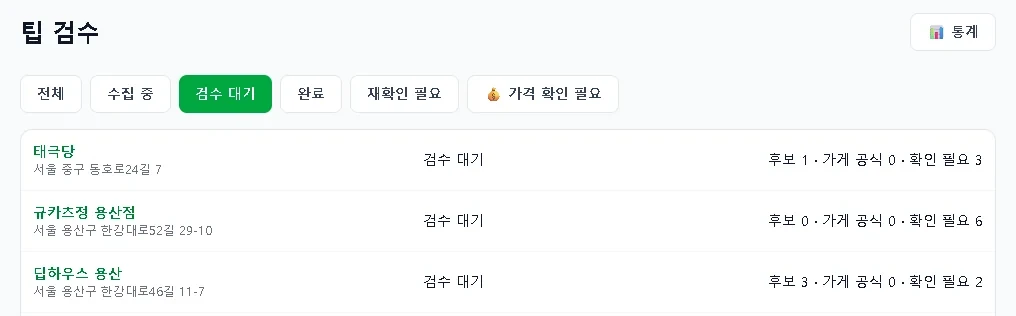 팁 검수
통계
전체 수집 중 검수 대기 완료 재확인 필요 가격 확인 필요
태극당
서울 중구 동호로24길 7
검수 대기
후보 1 · 가게 공식 0 · 확인 필요 3
규카츠정 용산점
서울 용산구 한강대로52길 29-10
검수 대기
후보 0 · 가게 공식 0 · 확인 필요 6
딥하우스 용산
서울 용산구 한강대로46길 11-7
검수 대기
후보 3 · 가게 공식 0 · 확인 필요 2